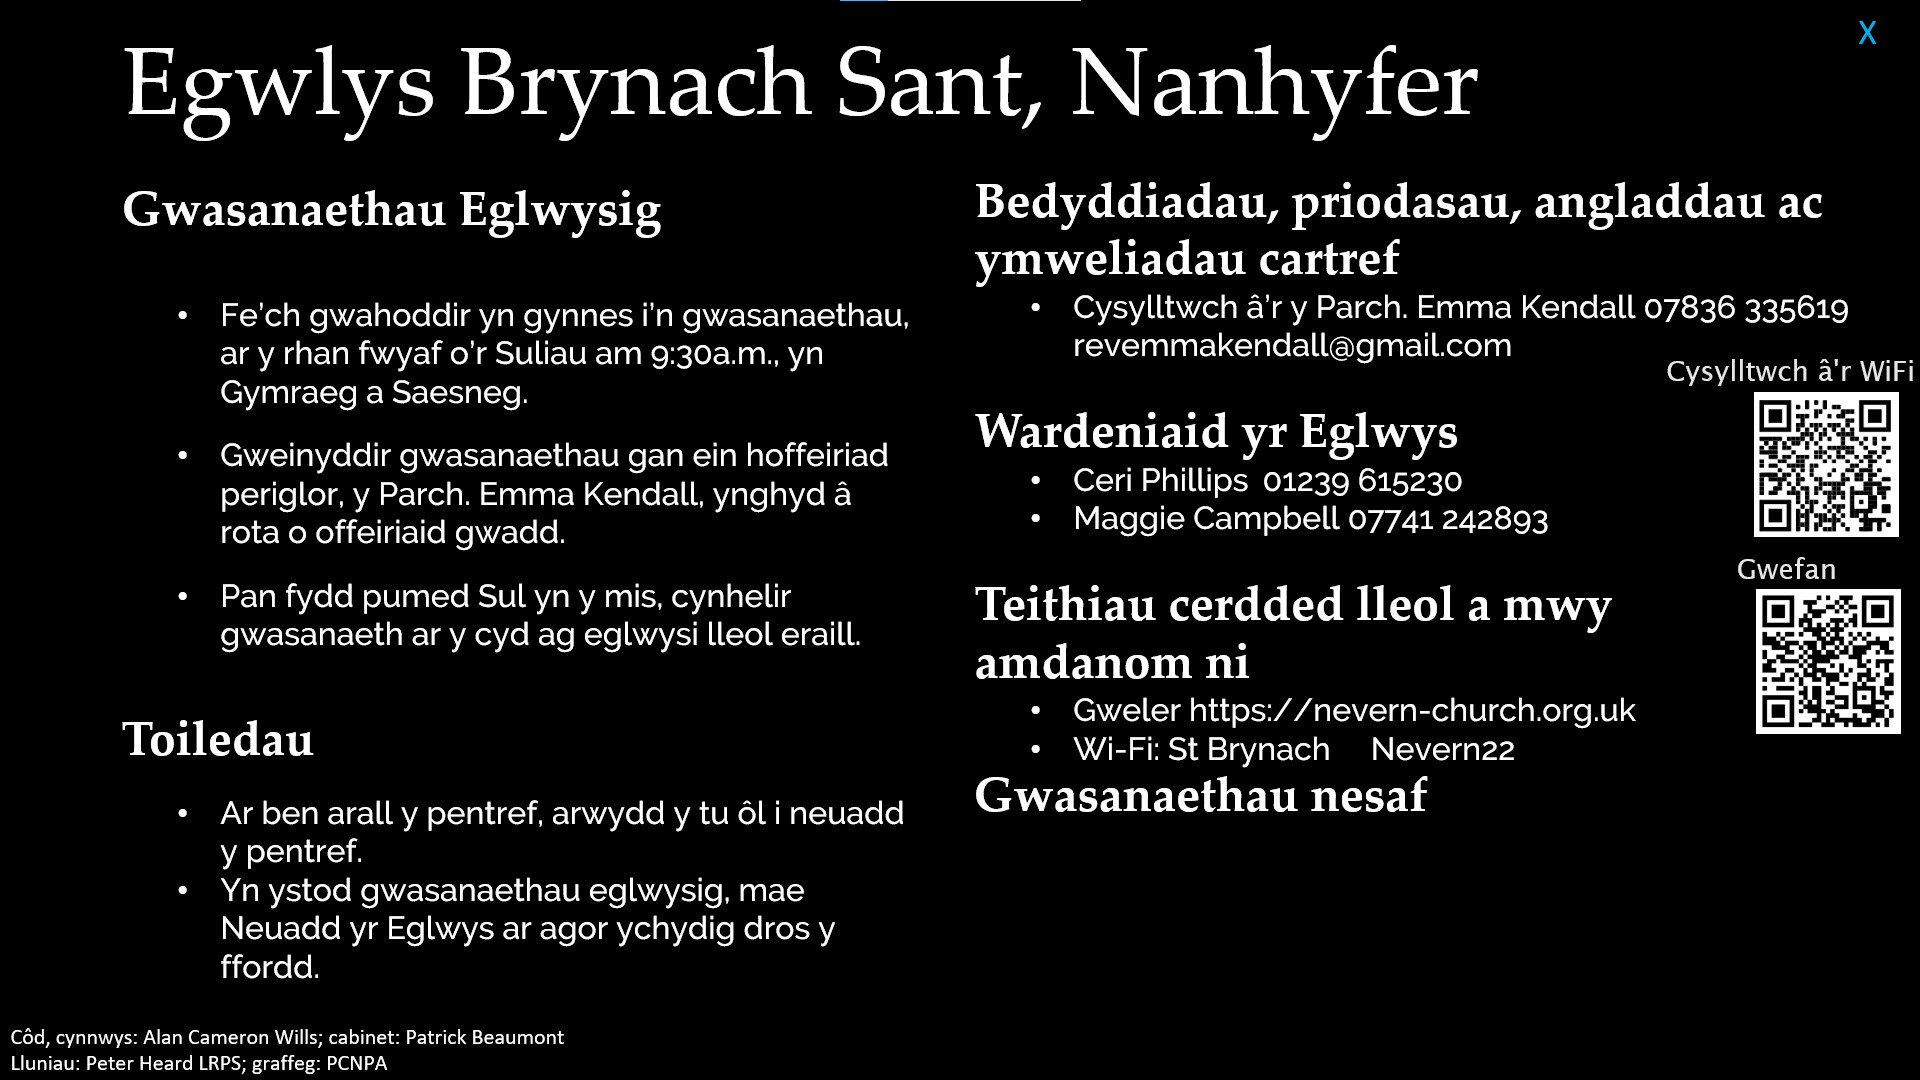 X
Egwlys Brynach Sant, Nanhyfer
Gwasanaethau Eglwysig
• Fe’ch gwahoddir yn gynnes i’n gwasanaethau,
ar y rhan fwyaf o’r Suliau am 9:30a.m., yn
Gymraeg a Saesneg.
• Gweinyddir gwasanaethau gan ein hoffeiriad
periglor, y Parch. Emma Kendall, ynghyd â
rota o offeiriaid gwadd.
• Pan fydd pumed Sul yn y mis, cynhelir
gwasanaeth ar y cyd ag eglwysi lleol eraill.
Toiledau
• Ar ben arall y pentref, arwydd y tu ôl i neuadd
y pentref.
• Yn ystod gwasanaethau eglwysig, mae
Neuadd yr Eglwys ar agor ychydig dros y
ffordd.
Bedyddiadau, priodasau, angladdau ac
ymweliadau cartref
• Cysylltwch â’r y Parch. Emma Kendall 07836 335619
revemmakendall@gmail.com
Wardeniaid yr Eglwys
• Ceri Phillips 01239 615230
• Maggie Campbell 07741 242893
Teithiau cerdded lleol a mwy
amdanom ni
• Gweler https://nevern-church.org.uk
• Wi-Fi: St Brynach Nevern22
Gwasanaethau nesaf
Cysylltwch â'r WiFi
Gwefan
Côd, cynnwys: Alan Cameron Wills; cabinet: Patrick Beaumont
Lluniau: Peter Heard LRPS; graffeg: PCNPA